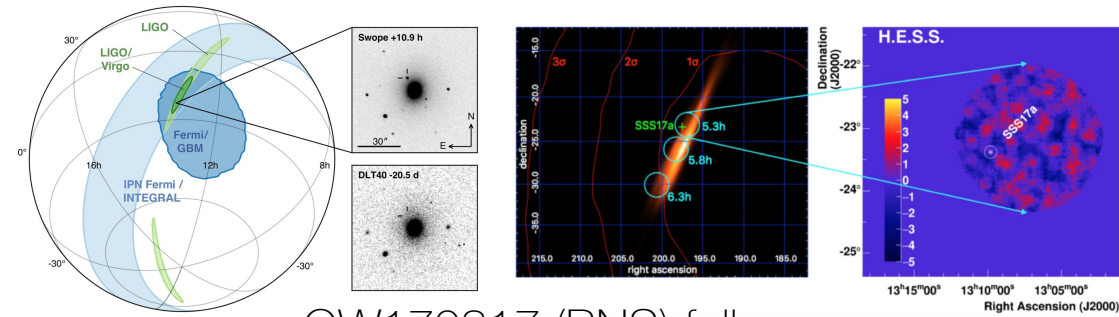 LIGO
30°
LIGO/
Virgo
Fermi/
GBM
0°
16h
12h
8h
IPN Fermi /
INTEGRAL
-30°
-30°
Swope +10.9 h
30"
N
E
DLT40 -20.5 d
3σ
2σ
1σ
SSS17a
5.3h
5.8h
6.3h
declination
-15.0
-20.0
-25.0
-30.0
-35.0
215.0 210.0 205.0 200.0 195.0 190.0 185.0
right ascension
H.E.S.S.
Declination
(J2000)
-22°
-23°
-24°
-25°
5
4
3
2
1
0
-1
-2
-3
-4
-5
SSS17a
13h15m00s 13h10m00s 13h05m00s
Right Ascension (J2000)